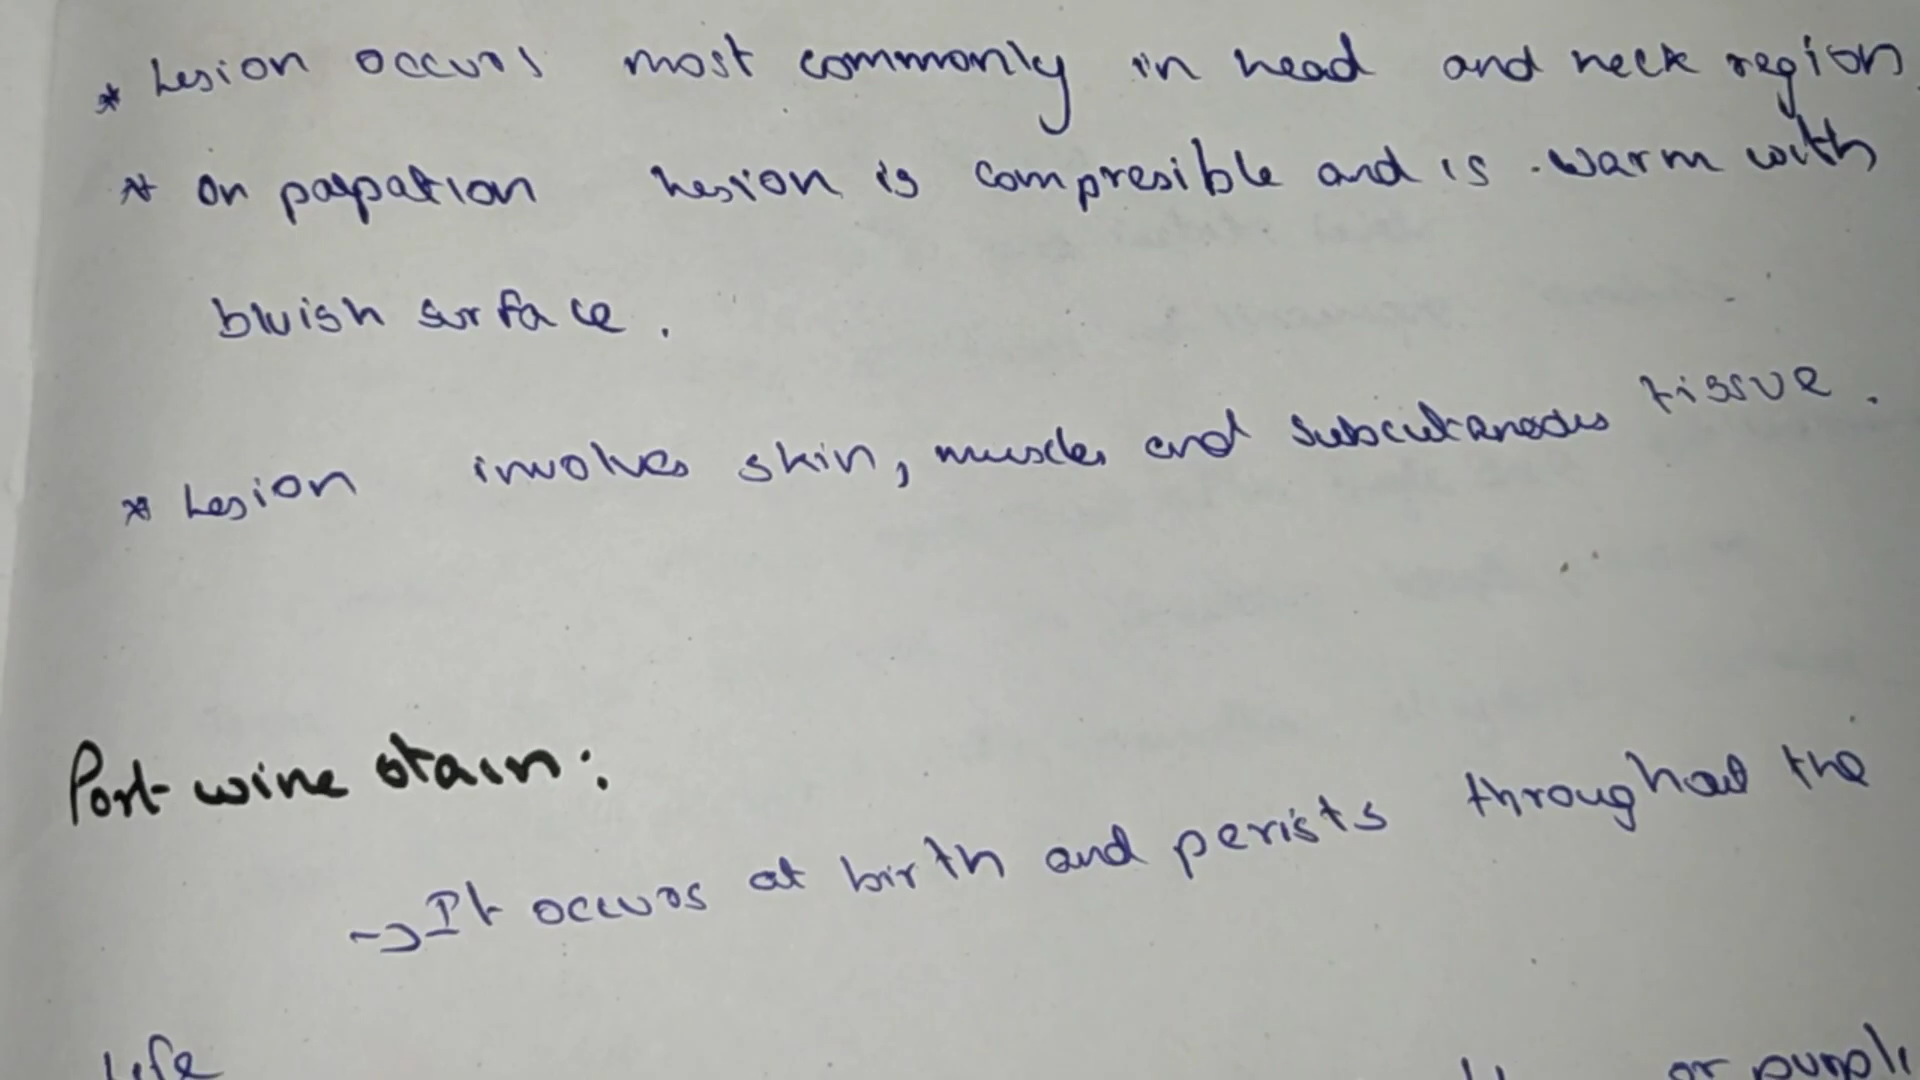 * Lesion occurs most commonly in head and neck region.
* On palpation lesion is compresible and is warm with
bluish surface.
* Lesion involves skin, muscles and subcutaneous tissue.
Port wine stain:
→ It occurs at birth and perists throughout the
life or